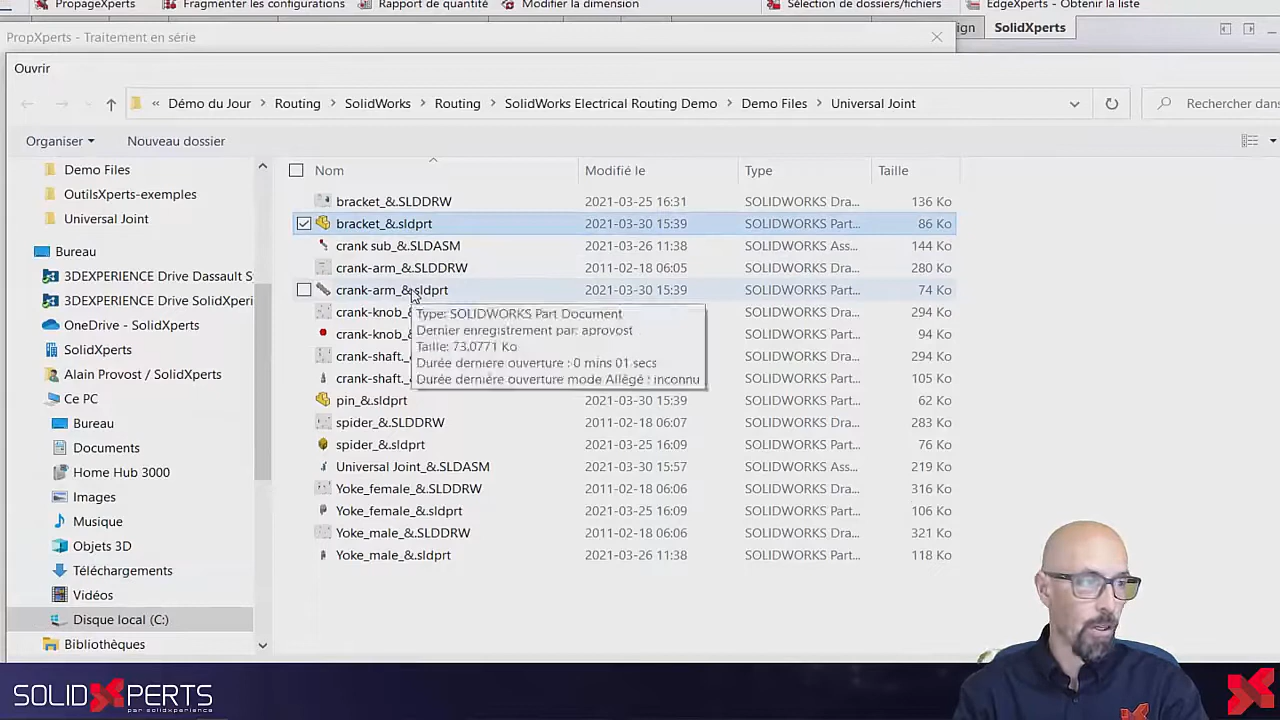 PropageXperts Fragmenter les configurations Rapport de quantité Modifier la dimension Sélection de dossiers/fichiers EdgeXperts - Obtenir la liste
PropXperts - Traitement en série
ign SolidXperts
Ouvrir
« Démo du Jour > Routing > SolidWorks > Routing > SolidWorks Electrical Routing Demo > Demo Files > Universal Joint
Rechercher dans
Organiser Nouveau dossier
Nom Modifié le Type Taille
Demo Files
OutilsXperts-exemples
Universal Joint
Bureau
3DEXPERIENCE Drive Dassault S
3DEXPERIENCE Drive SolidXperi
OneDrive - SolidXperts
SolidXperts
Alain Provost / SolidXperts
Ce PC
Bureau
Documents
Home Hub 3000
Images
Musique
Objets 3D
Téléchargements
Vidéos
Disque local (C:)
Bibliothèques
bracket_&.SLDDRW 2021-03-25 16:31 SOLIDWORKS Dra... 136 Ko
bracket_&.sldprt 2021-03-30 15:39 SOLIDWORKS Part... 86 Ko
crank sub_&.SLDASM 2021-03-26 11:38 SOLIDWORKS Ass... 144 Ko
crank-arm_&.SLDDRW 2011-02-18 06:05 SOLIDWORKS Dra... 280 Ko
crank-arm_&.sldprt 2021-03-30 15:39 SOLIDWORKS Part... 74 Ko
crank-knob_ SOLIDWORKS Dra... 294 Ko
crank-knob_ SOLIDWORKS Part... 94 Ko
crank-shaft._ SOLIDWORKS Dra... 294 Ko
crank-shaft._ SOLIDWORKS Part... 105 Ko
Type: SOLIDWORKS Part Document
Dernier enregistrement par: aprovost
Taille: 73.0771 Ko
Durée dernière ouverture : 0 mins 01 secs
Durée dernière ouverture mode Allégé : inconnu
pin_&.sldprt 2021-03-30 15:39 SOLIDWORKS Part... 62 Ko
spider_&.SLDDRW 2011-02-18 06:07 SOLIDWORKS Dra... 283 Ko
spider_&.sldprt 2021-03-25 16:09 SOLIDWORKS Part... 76 Ko
Universal Joint_&.SLDASM 2021-03-30 15:57 SOLIDWORKS Ass... 219 Ko
Yoke_female_&.SLDDRW 2011-02-18 06:06 SOLIDWORKS Dra... 316 Ko
Yoke_female_&.sldprt 2021-03-25 16:09 SOLIDWORKS Part... 106 Ko
Yoke_male_&.SLDDRW 2011-02-18 06:06 SOLIDWORKS Dra... 321 Ko
Yoke_male_&.sldprt 2021-03-26 11:38 SOLIDWORKS Part... 118 Ko
SOLIDXPERTS
par solidxperience